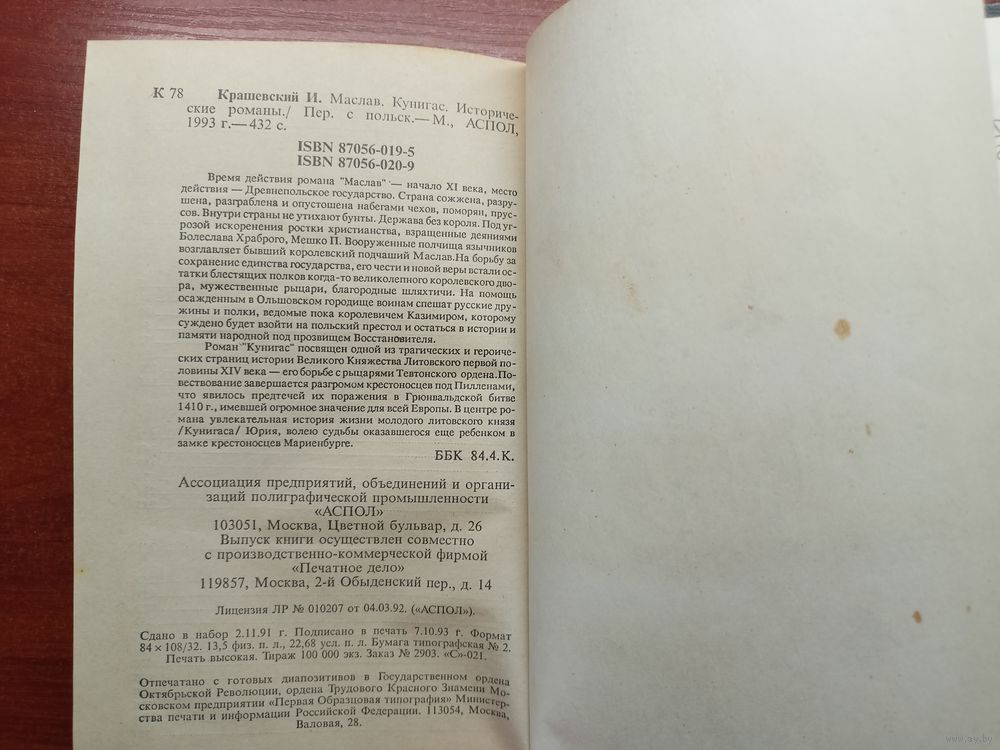 К 78 Крашевский И. Маслав. Кунигас. Историче-
ские романы./ Пер. с польск.— М., АСПОЛ,
1993 г.— 432 с.
ISBN 87056-019-5
ISBN 87056-020-9
Время действия романа "Маслав" — начало XI века, место
действия — Древнепольское государство. Страна сожжена, разру-
шена, разграблена и опустошена набегами чехов, поморян, прус-
сов. Внутри страны не утихают бунты. Держава без короля. Под уг-
розой искоренения ростки христианства, взращенные деяниями
Болеслава Храброго, Мешко П. Вооруженные полчища язычников
возглавляет бывший королевский подчаший Маслав.На борьбу за
сохранение единства государства, его чести и новой веры встали ос-
татки блестящих полков когда-то великолепного королевского дво-
ра, мужественные рыцари, благородные шляхтичи. На помощь
осажденным в Ольшовском городище воинам спешат русские дру-
жины и полки, ведомые пока королевичем Казимиром, которому
суждено будет взойти на польский престол и остаться в истории и
памяти народной под прозвищем Восстановителя.
Роман "Кунигас" посвящен одной из трагических и героиче-
ских страниц истории Великого Княжества Литовского первой по-
ловины XIV века — его борьбе с рыцарями Тевтонского ордена.По-
вествование завершается разгромом крестоносцев под Пилленами,
что явилось предтечей их поражения в Грюнвальдской битве
1410 г., имевшей огромное значение для всей Европы. В центре ро-
мана увлекательная история жизни молодого литовского князя
/Кунигаса/ Юрия, волею судьбы оказавшегося еще ребенком в
замке крестоносцев Мариенбурге.
ББК 84.4.К.
Ассоциация предприятий, объединений и органи-
заций полиграфической промышленности
«АСПОЛ»
103051, Москва, Цветной бульвар, д. 26
Выпуск книги осуществлен совместно
с производственно-коммерческой фирмой
«Печатное дело»
119857, Москва, 2-й Обыденский пер., д. 14
Лицензия ЛР № 010207 от 04.03.92. («АСПОЛ»).
Сдано в набор 2.11.91 г. Подписано в печать 7.10.93 г. Формат
84 × 108/32. 13,5 физ. п. л., 22,68 усл. п. л. Бумага типографская № 2.
Печать высокая. Тираж 100 000 экз. Заказ № 2903. «С»-021.
Отпечатано с готовых диапозитивов в Государственном ордена
Октябрьской Революции, ордена Трудового Красного Знамени Мо-
сковском предприятии «Первая Образцовая типография» Министер-
ства печати и информации Российской Федерации. 113054, Москва,
Валовая, 28.
www.ay.by